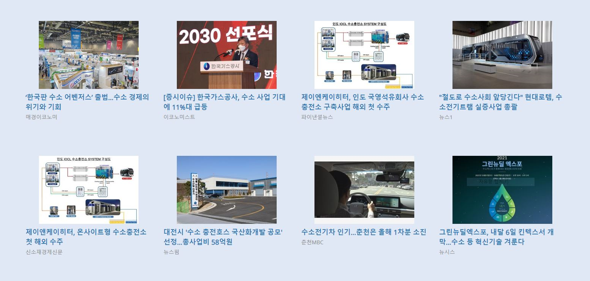 2030 선포식
한국가스공사
'한국판 수소 어벤저스' 출범...수소 경제의
위기와 기회
매경이코노미
[증시이슈] 한국가스공사, 수소 사업 기대
에 11%대 급등
이코노미스트
제이앤케이히터, 인도 국영석유회사 수소
충전소 구축사업 해외 첫 수주
파이낸셜뉴스
"철도로 수소사회 앞당긴다" 현대로템, 수
소전기트램 실증사업 총괄
뉴스1
2021
그린뉴딜 엑스포
제이앤케이히터, 온사이트형 수소충전소
첫 해외 수주
신소재경제신문
대전시 '수소 충전호스 국산화개발 공모'
선정...총사업비 58억원
뉴스핌
수소전기차 인기...춘천은 올해 1차분 소진
춘천MBC
그린뉴딜엑스포, 내달 6일 킨텍스서 개
막...수소 등 혁신기술 겨룬다
뉴시스